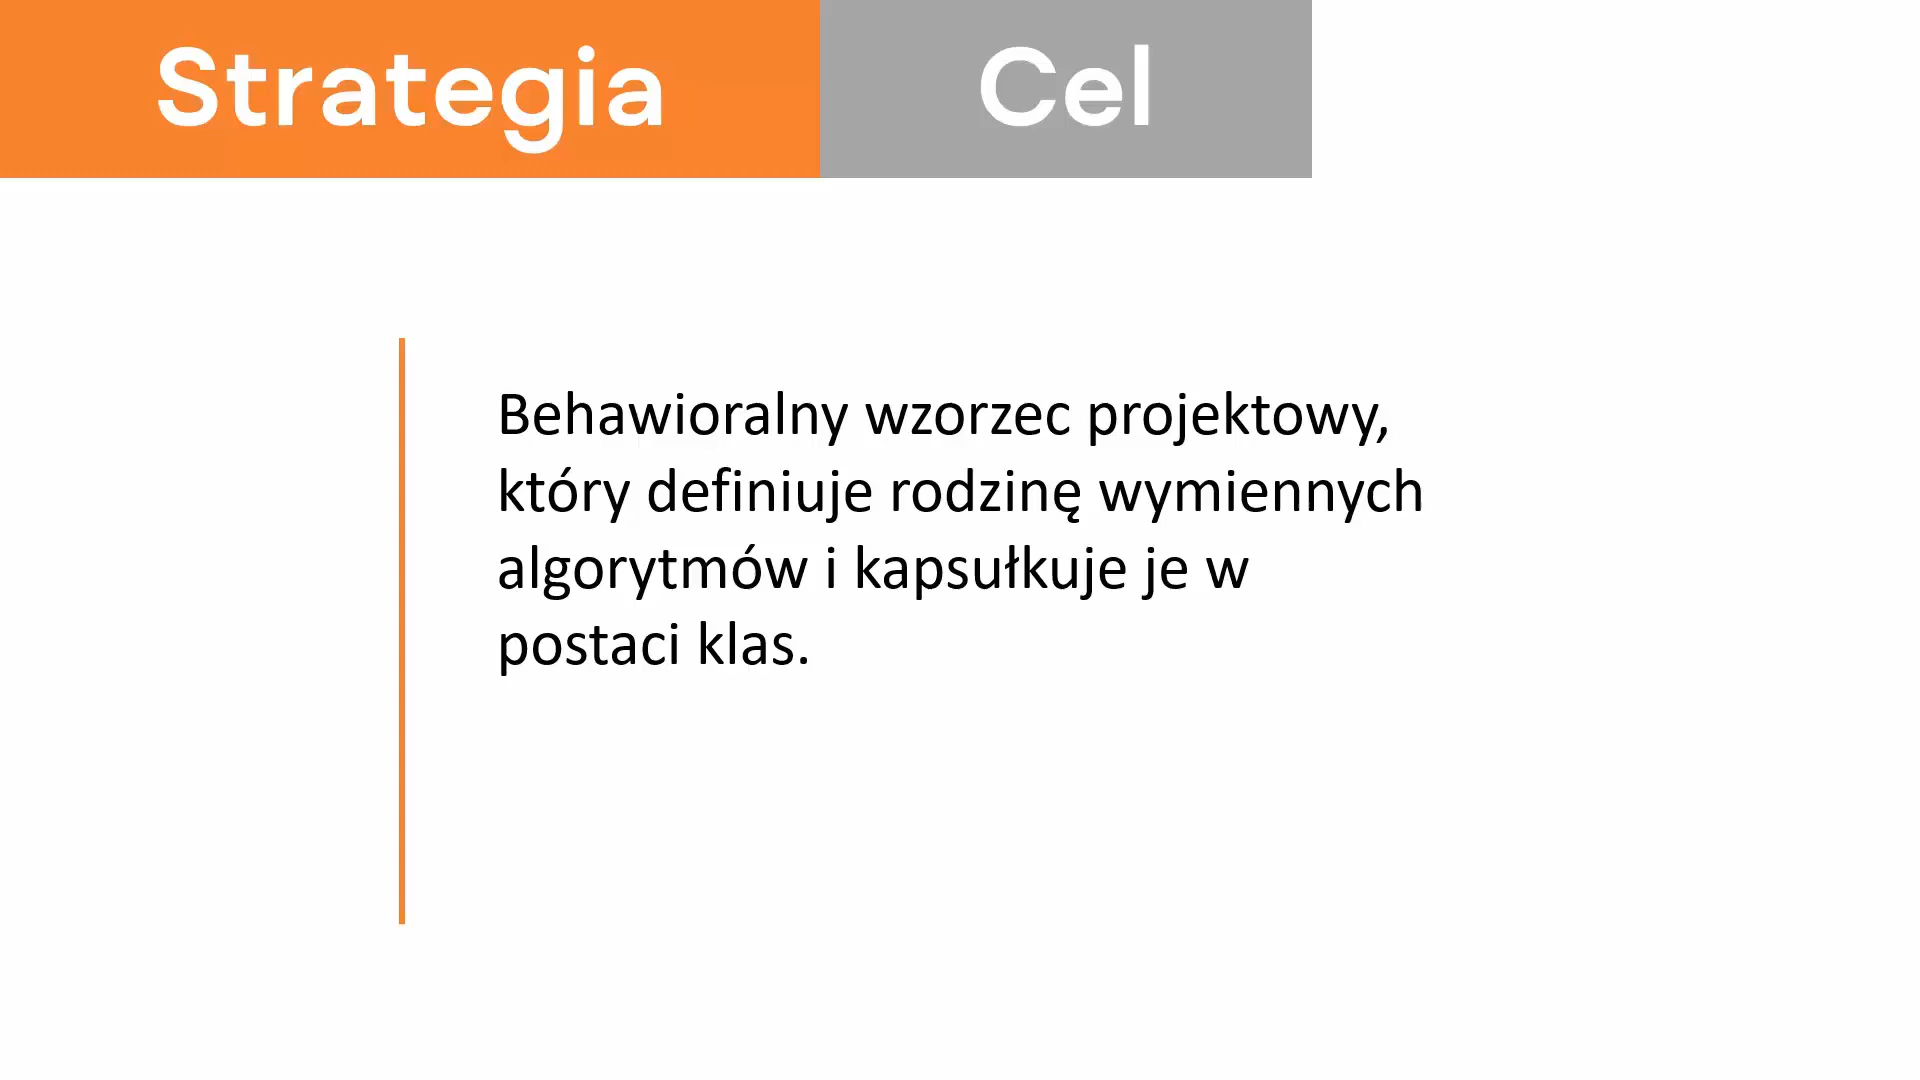 Strategia
Cel
Behawioralny wzorzec projektowy,
który definiuje rodzinę wymiennych
algorytmów i kapsułkuje je w
postaci klas.